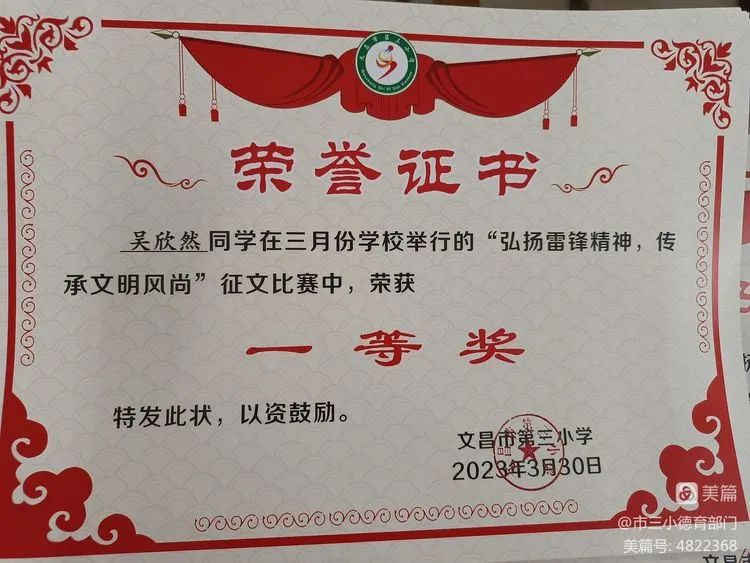 荣誉证书
吴欣然同学在三月份学校举行的“弘扬雷锋精神，传
承文明风尚”征文比赛中，荣获
一等奖
特发此状，以资鼓励。
文昌市第三小学
2023年3月30日
美篇
@市三小德育部门
美篇号: 4822368
文昌